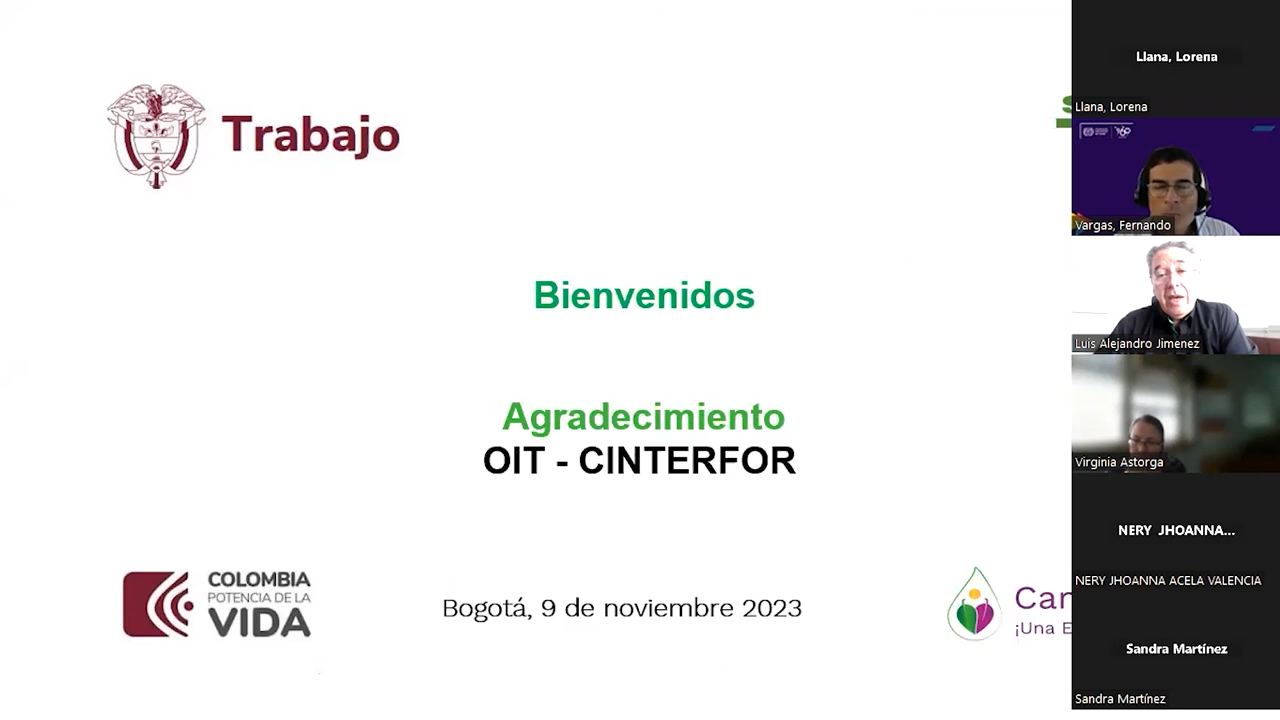 Trabajo
Bienvenidos
Agradecimiento
OIT - CINTERFOR
COLOMBIA
POTENCIA DE LA
VIDA
Bogotá, 9 de noviembre 2023
¡Una
Llana, Lorena
Llana, Lorena
Vargas, Fernando
Luis Alejandro Jimenez
Virginia Astorga
NERY JHOANNA...
NERY JHOANNA ACELA VALENCIA
Sandra Martínez
Sandra Martínez